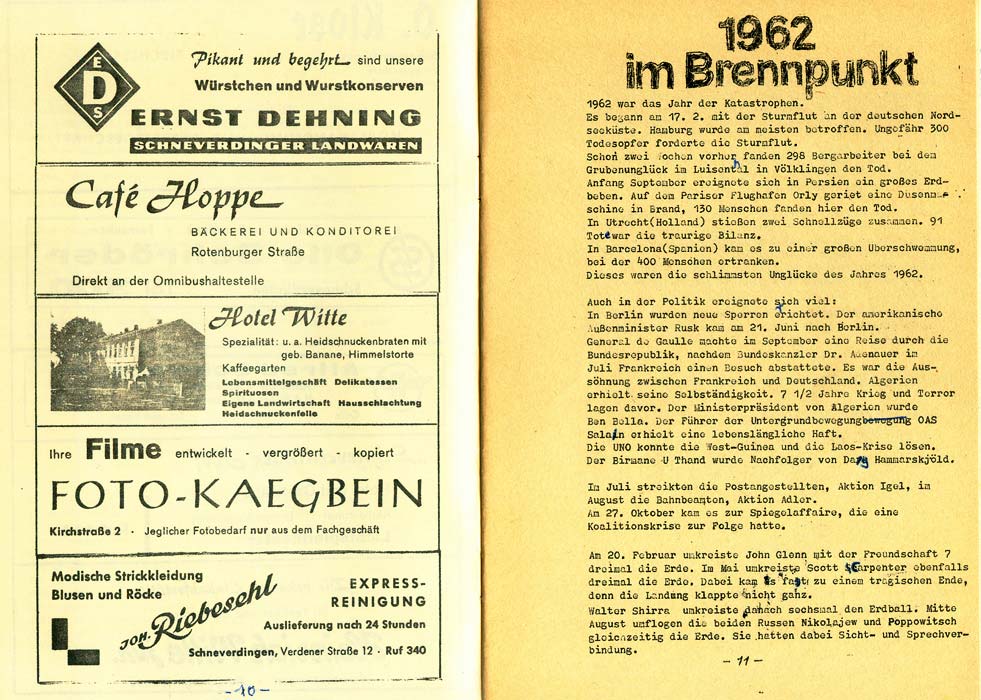 E
D
S
Pikant und begehrt sind unsere
Würstchen und Wurstkonserven
ERNST DEHNING
SCHNEVERDINGER LANDWAREN
Café Hoppe
BÄCKEREI UND KONDITOREI
Rotenburger Straße
Direkt an der Omnibushaltestelle
Hotel Witte
Spezialität: u. a. Heidschnuckenbraten mit
geb. Banane, Himmelstorte
Kaffeegarten
Lebensmittelgeschäft Delikatessen
Spirituosen
Eigene Landwirtschaft Hausschlachtung
Heidschnuckenfelle
Ihre Filme entwickelt - vergrößert - kopiert
FOTO-KAEGBEIN
Kirchstraße 2 · Jeglicher Fotobedarf nur aus dem Fachgeschäft
Modische Strickkleidung
Blusen und Röcke
Joh. Riebesehl
EXPRESS-
REINIGUNG
Auslieferung nach 24 Stunden
Schneverdingen, Verdener Straße 12 · Ruf 340
- 10 -
1962
im Brennpunkt
1962 war das Jahr der Katastrophen.
Es begann am 17. 2. mit der Sturmflut an der deutschen Nord-
seeküste. Hamburg wurde am meisten betroffen. Ungefähr 300
Todesopfer forderte die Sturmflut.
Schon zwei Wochen vorher fanden 298 Bergarbeiter bei dem
Grubenunglück im Luisental in Völklingen den Tod.
Anfang September ereignete sich in Persien ein großes Erd-
beben. Auf dem Pariser Flughafen Orly geriet eine Düsenma-
schine in Brand, 130 Menschen fanden hier den Tod.
In Utrecht(Holland) stießen zwei Schnellzüge zusammen. 91
Tote war die traurige Bilanz.
In Barcelona(Spanien) kam es zu einer großen Überschwemmung,
bei der 400 Menschen ertranken.
Dieses waren die schlimmsten Unglücke des Jahres 1962.
Auch in der Politik ereignete sich viel:
In Berlin wurden neue Sperren errichtet. Der amerikanische
Außenminister Rusk kam am 21. Juni nach Berlin.
General de Gaulle machte im September eine Reise durch die
Bundesrepublik, nachdem Bundeskanzler Dr. Adenauer im
Juli Frankreich einen Besuch abstattete. Es war die Aus-
söhnung zwischen Frankreich und Deutschland. Algerien
erhielt seine Selbständigkeit. 7 1/2 Jahre Krieg und Terror
lagen davor. Der Ministerpräsident von Algerien wurde
Ben Bella. Der Führer der Untergrundbewegung OAS
Salan erhielt eine lebenslängliche Haft.
Die UNO konnte die West-Guinea und die Laos-Krise lösen.
Der Birmane U Thand wurde Nachfolger von Dag Hammarskjöld.
Im Juli streikten die Postangestellten, Aktion Igel, im
August die Bahnbeamten, Aktion Adler.
Am 27. Oktober kam es zur Spiegelaffaire, die eine
Koalitionskrise zur Folge hatte.
Am 20. Februar umkreiste John Glenn mit der Freundschaft 7
dreimal die Erde. Im Mai umkreiste Scott Carpenter ebenfalls
dreimal die Erde. Dabei kam es fast zu einem tragischen Ende,
denn die Landung klappte nicht ganz.
Walter Shirra umkreiste danach sechsmal den Erdball. Mitte
August umflogen die beiden Russen Nikolajew und Poppowitsch
gleichzeitig die Erde. Sie hatten dabei Sicht- und Sprechver-
bindung.
- 11 -